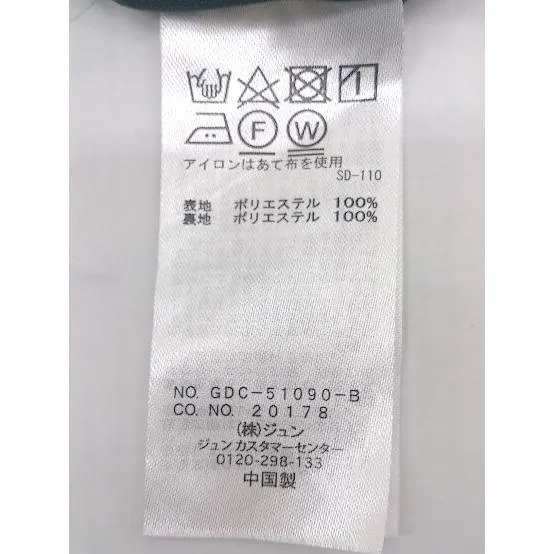 F W
アイロンはあて布を使用
SD-110
表地 ポリエステル 100%
裏地 ポリエステル 100%
NO. GDC-51090-B
CO. NO. 20178
(株)ジュン
ジュンカスタマーセンター
0120-298-133
中国製